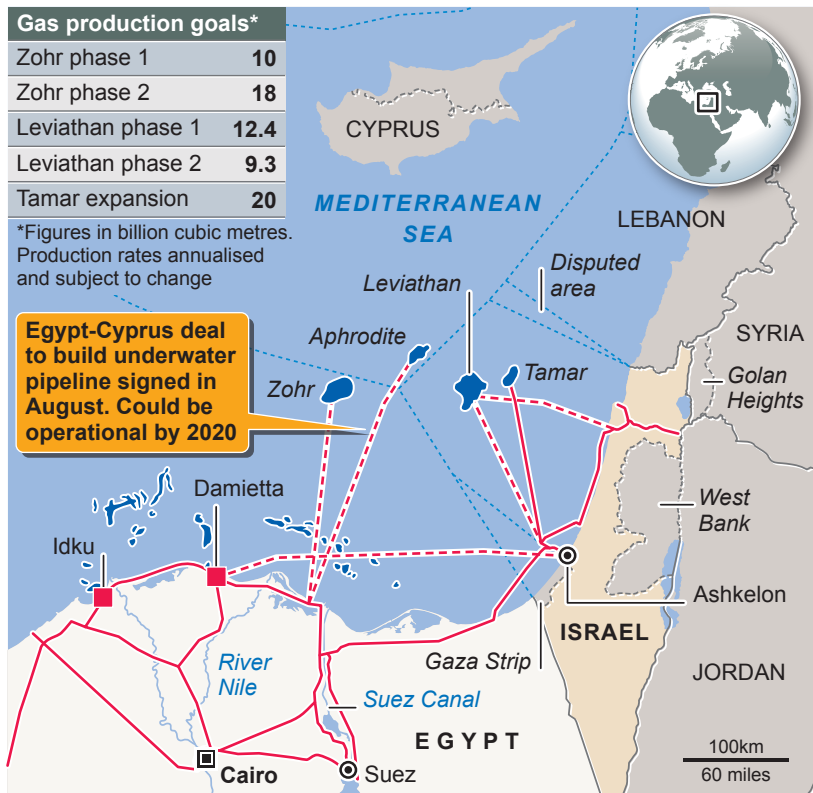 Gas production goals*
Zohr phase 1 10
Zohr phase 2 18
Leviathan phase 1 12.4
Leviathan phase 2 9.3
Tamar expansion 20
*Figures in billion cubic metres.
Production rates annualised
and subject to change
CYPRUS
MEDITERRANEAN
SEA
LEBANON
Leviathan
Disputed
area
Egypt-Cyprus deal
to build underwater
pipeline signed in
August. Could be
operational by 2020
Aphrodite
SYRIA
Zohr
Tamar
Golan
Heights
Damietta
West
Bank
Idku
Ashkelon
ISRAEL
River
Nile
Gaza Strip
JORDAN
Suez Canal
EGYPT
100km
60 miles
Cairo
Suez